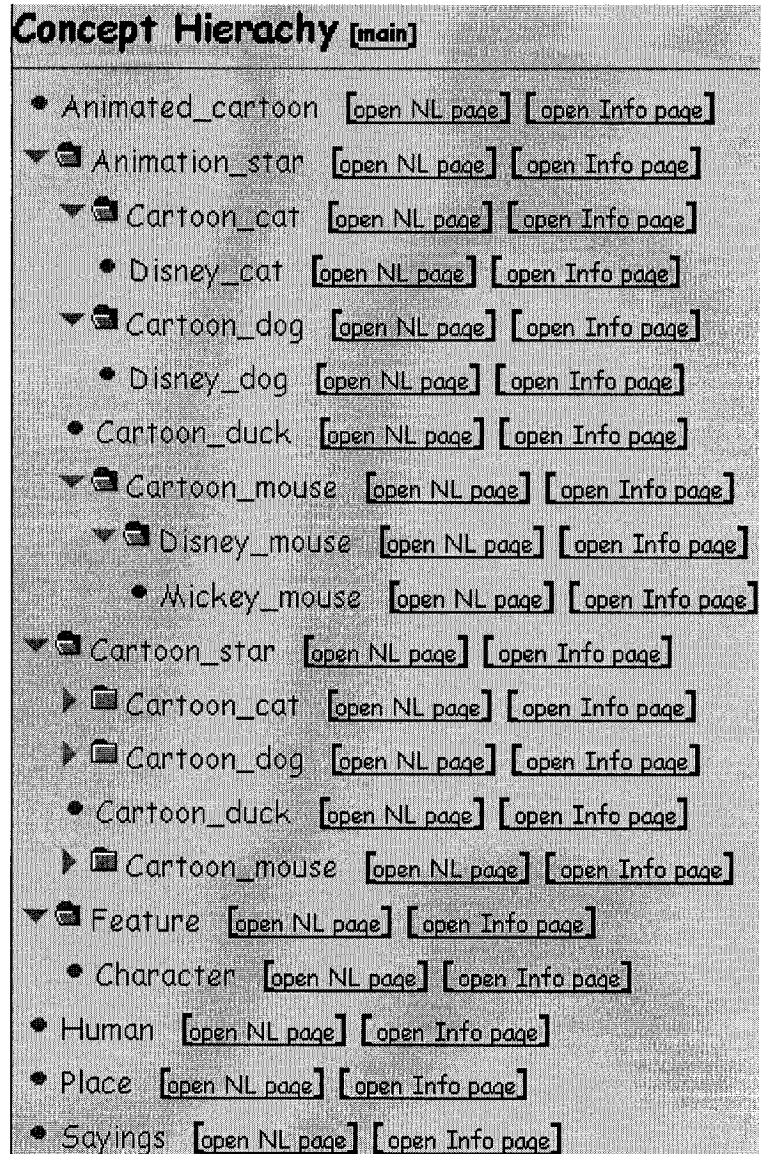 Concept Hierachy [main]
Animated_cartoon [open NL page] [open Info page]
Animation_star [open NL page] [open Info page]
Cartoon_cat [open NL page] [open Info page]
Disney_cat [open NL page] [open Info page]
Cartoon_dog [open NL page] [open Info page]
Disney_dog [open NL page] [open Info page]
Cartoon_duck [open NL page] [open Info page]
Cartoon_mouse [open NL page] [open Info page]
Disney_mouse [open NL page] [open Info page]
Mickey_mouse [open NL page] [open Info page]
Cartoon_star [open NL page] [open Info page]
Cartoon_cat [open NL page] [open Info page]
Cartoon_dog [open NL page] [open Info page]
Cartoon_duck [open NL page] [open Info page]
Cartoon_mouse [open NL page] [open Info page]
Feature [open NL page] [open Info page]
Character [open NL page] [open Info page]
Human [open NL page] [open Info page]
Place [open NL page] [open Info page]
Sayings [open NL page] [open Info page]